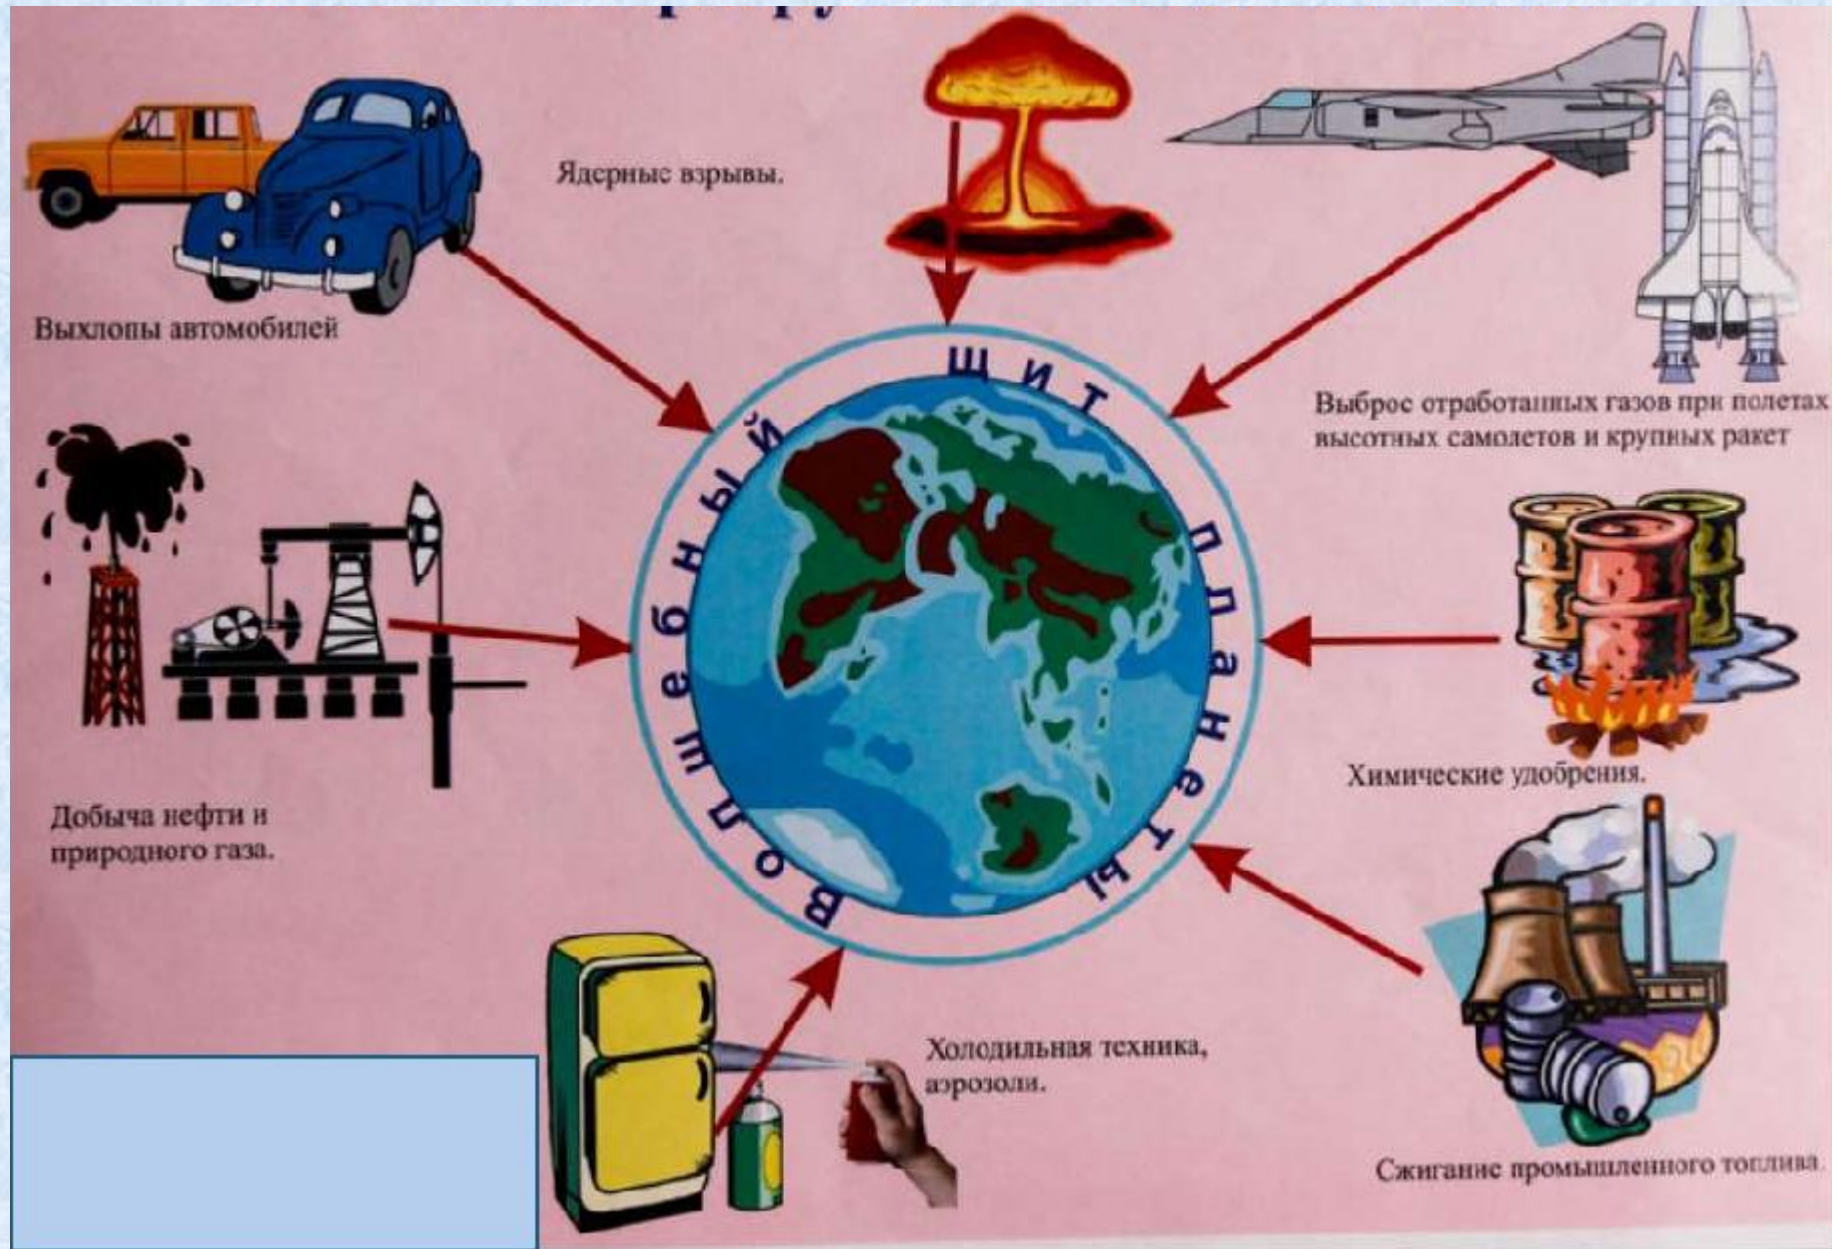 Ядерные взрывы.
Выхлопы автомобилей
Выброс отработанных газов при полетах
высотных самолетов и крупных ракет
Волшебный щит планеты
Добыча нефти и
природного газа.
Химические удобрения.
Холодильная техника,
аэрозоли.
Сжигание промышленного топлива.